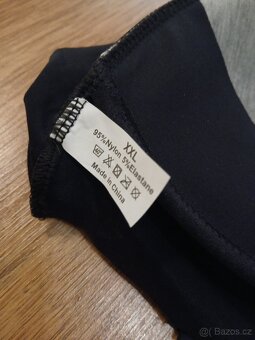 XXL
95%Nylon 5%Elastane
Made in China
© Bazos.cz